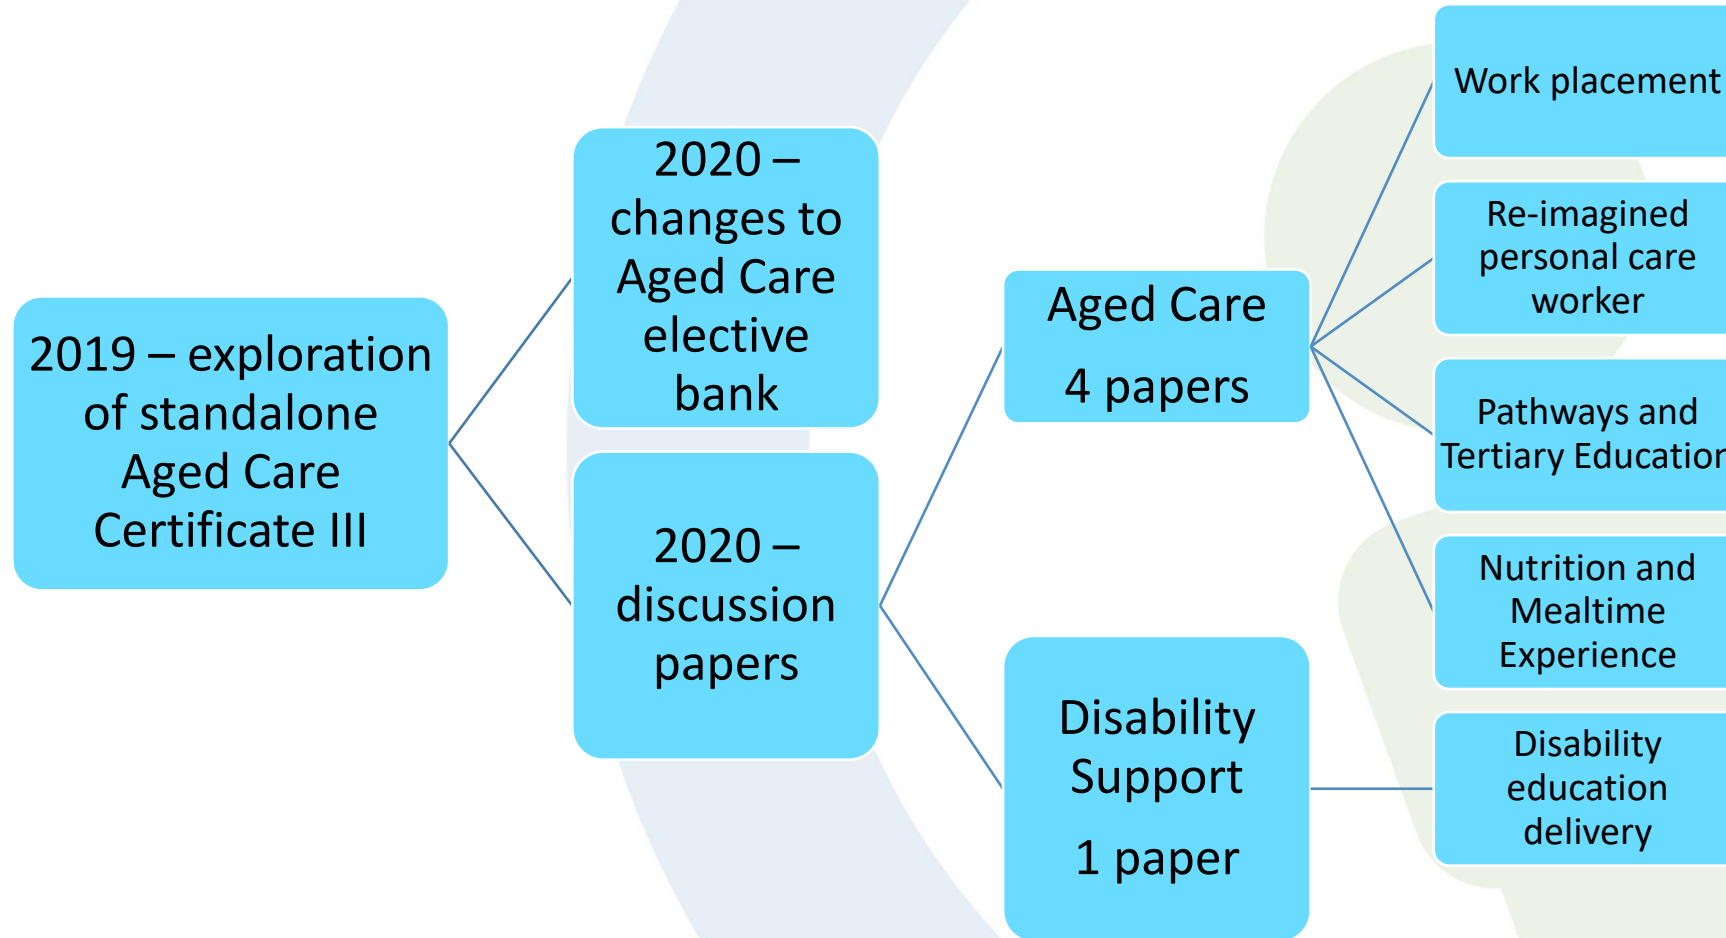 2019 – exploration
of standalone
Aged Care
Certificate III
2020 –
changes to
Aged Care
elective
bank
2020 –
discussion
papers
Aged Care
4 papers
Disability
Support
1 paper
Work placement
Re-imagined
personal care
worker
Pathways and
Tertiary Education
Nutrition and
Mealtime
Experience
Disability
education
delivery